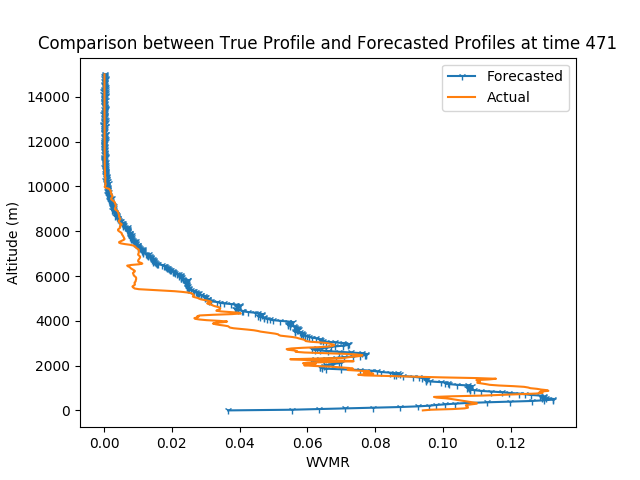 Comparison between True Profile and Forecasted Profiles at time 471
Forecasted
Actual
14000
12000
10000
8000
6000
4000
2000
0
Altitude (m)
0.00 0.02 0.04 0.06 0.08 0.10 0.12
WVMR